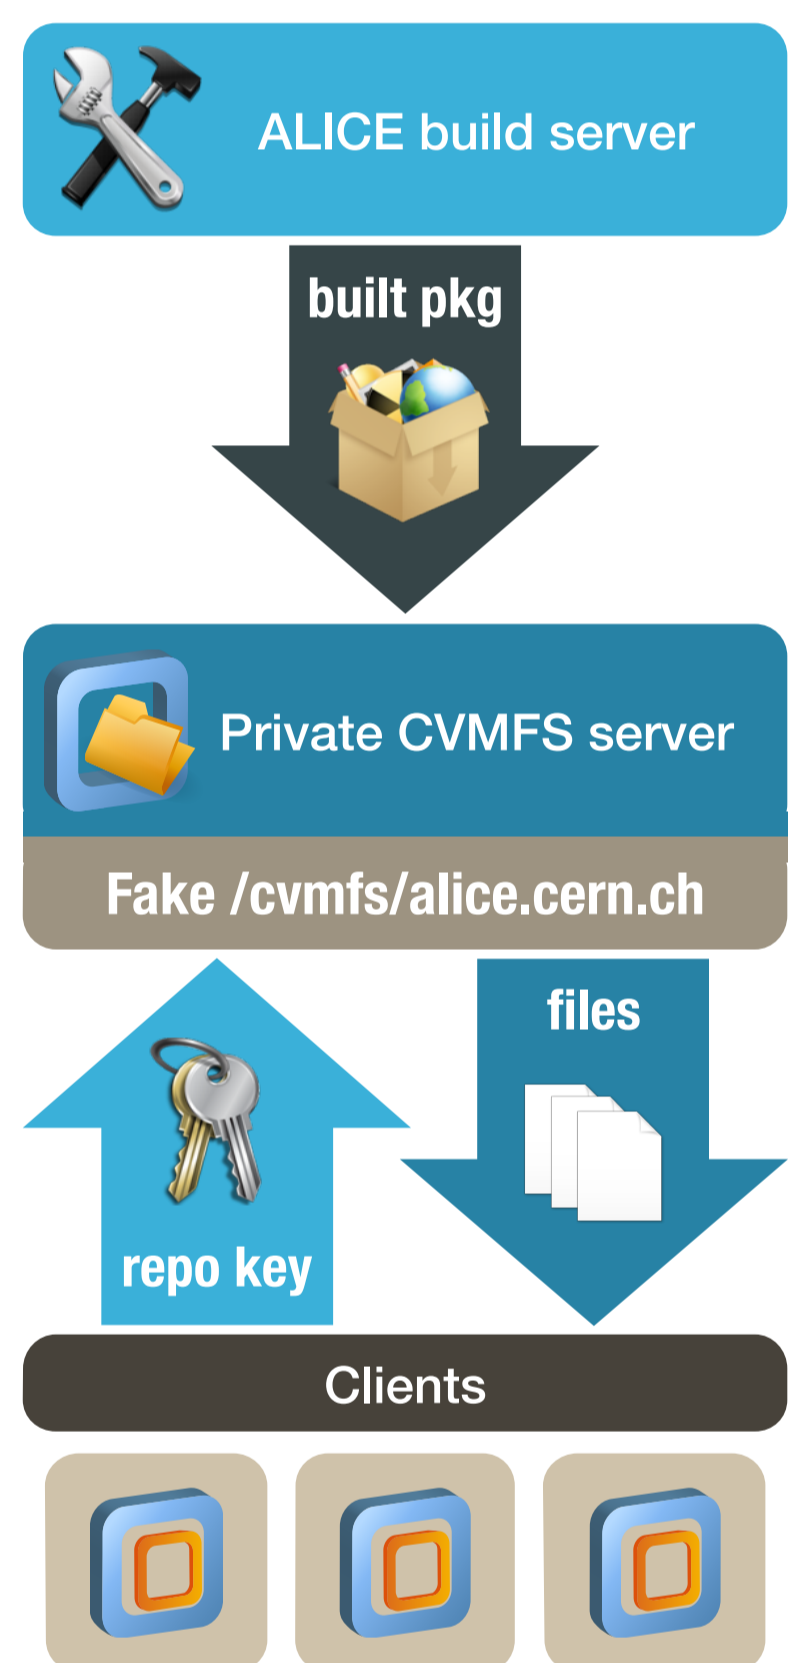 ALICE build server
built pkg
Private CVMFS server
Fake /cvmfs/alice.cern.ch
files
repo key
Clients